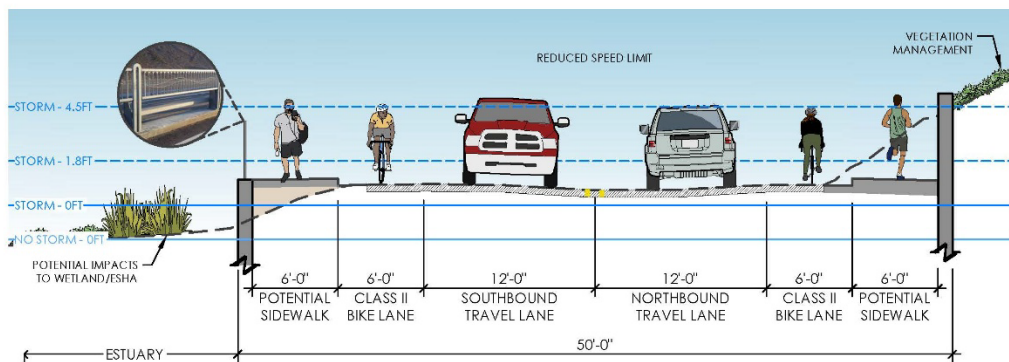 VEGETATION
MANAGEMENT
REDUCED SPEED LIMIT
STORM - 4.5FT
STORM - 1.8FT
STORM - 0FT
NO STORM - 0FT
POTENTIAL IMPACTS
TO WETLAND/ESHA
6'-0"
POTENTIAL
SIDEWALK
6'-0"
CLASS II
BIKE LANE
12'-0"
SOUTHBOUND
TRAVEL LANE
12'-0"
NORTHBOUND
TRAVEL LANE
6'-0"
CLASS II
BIKE LANE
6'-0"
POTENTIAL
SIDEWALK
50'-0"
ESTUARY